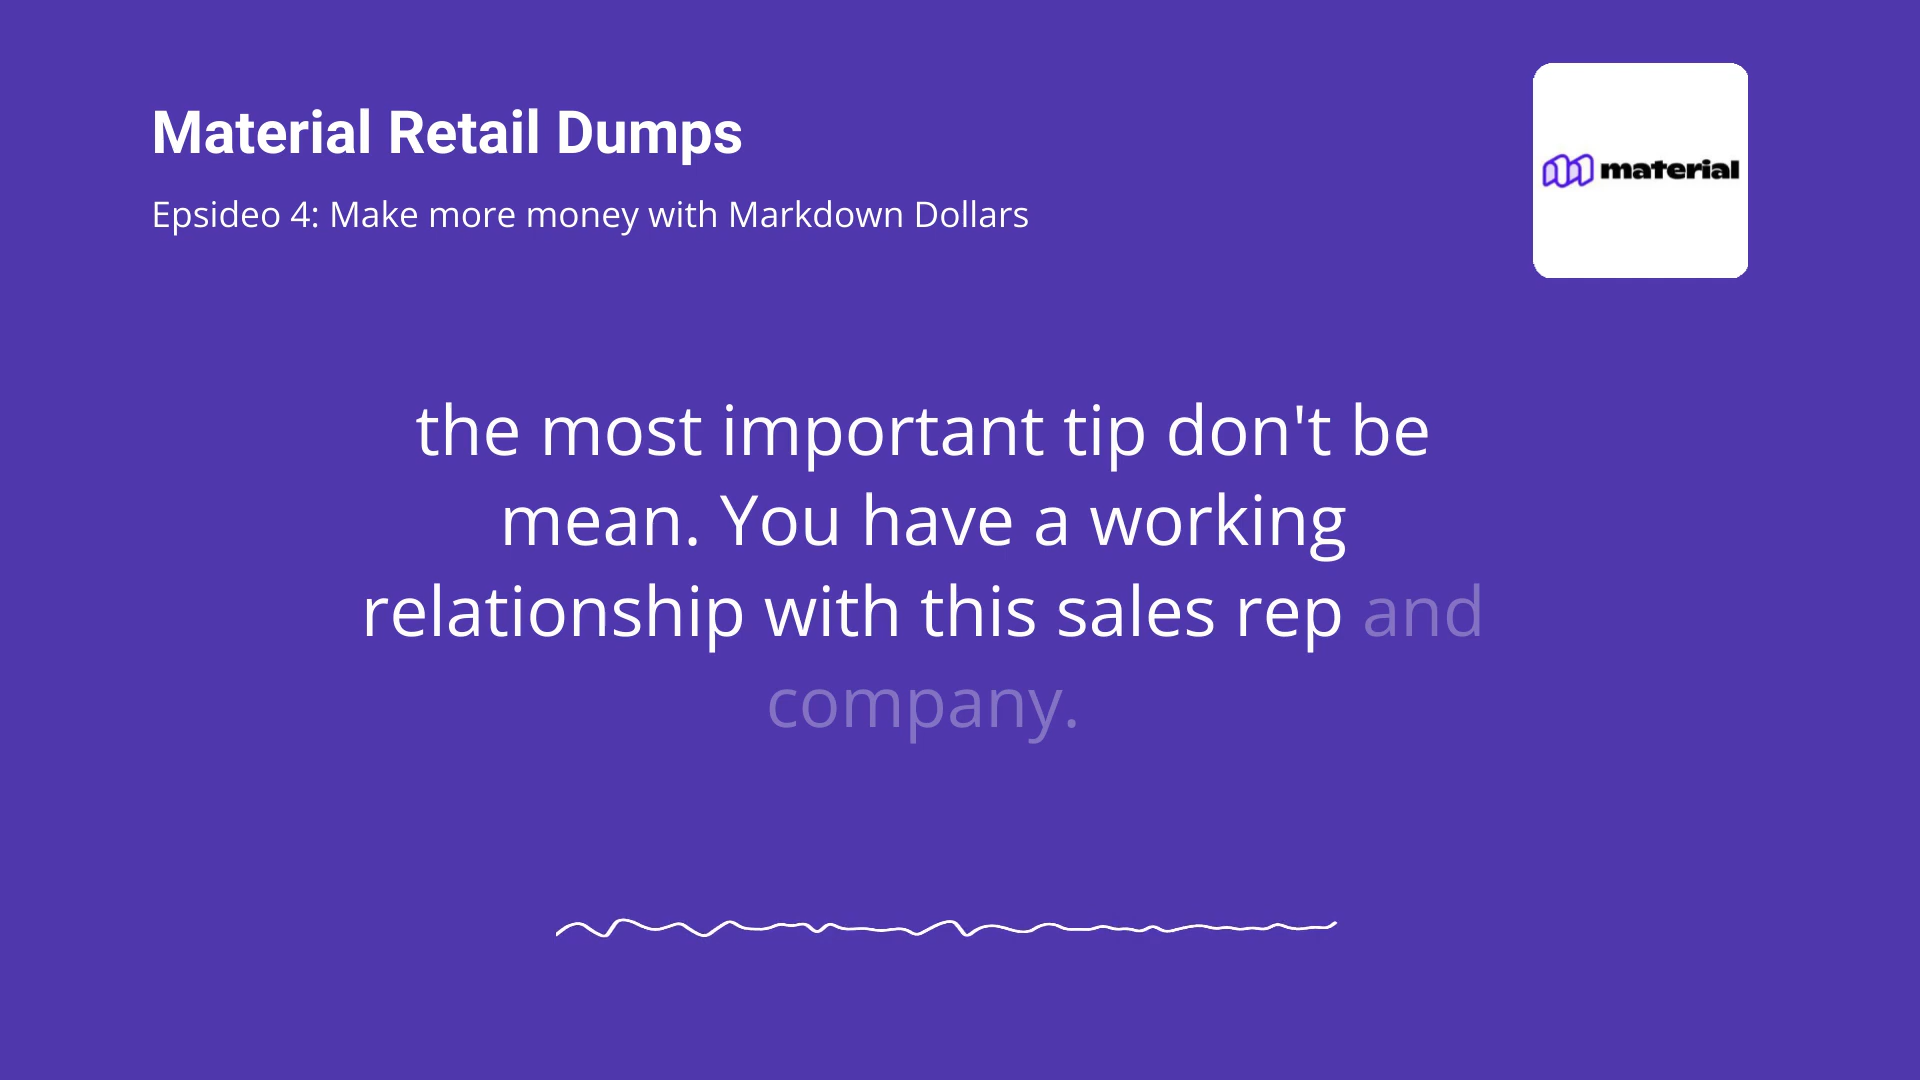 Material Retail Dumps
material
Epsideo 4: Make more money with Markdown Dollars
the most important tip don't be
mean. You have a working
relationship with this sales rep and
company.